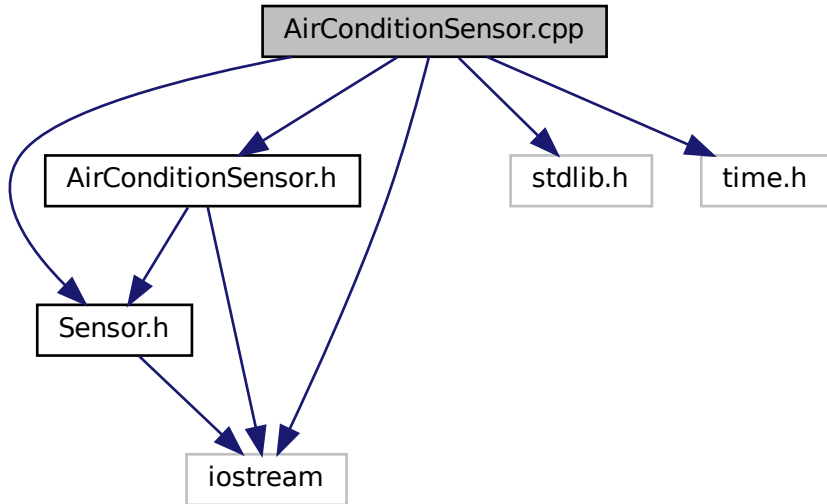 AirConditionSensor.cpp
AirConditionSensor.h
stdlib.h
time.h
Sensor.h
iostream